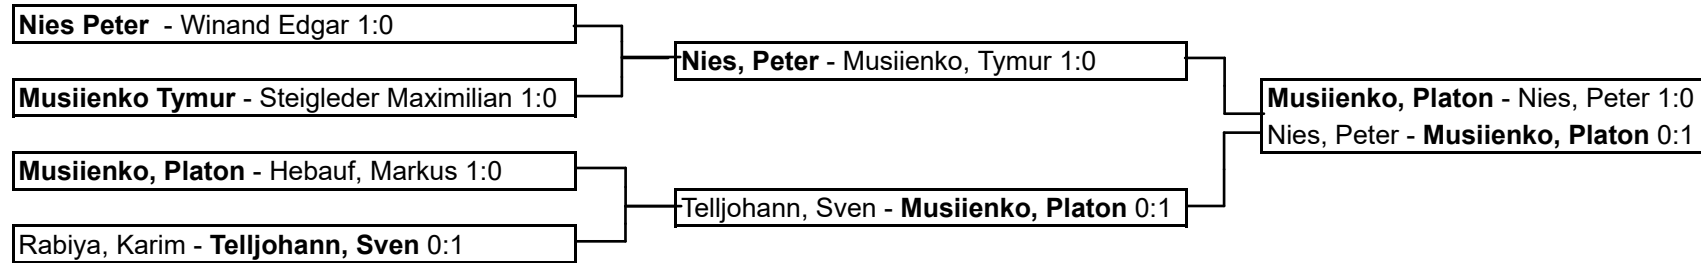 Nies Peter  - Winand Edgar 1:0
Musiienko Tymur - Steigleder Maximilian 1:0
Musiienko, Platon - Hebauf, Markus 1:0
Rabiya, Karim - Telljohann, Sven 0:1
Nies, Peter - Musiienko, Tymur 1:0
Telljohann, Sven - Musiienko, Platon 0:1
Musiienko, Platon - Nies, Peter 1:0
Nies, Peter - Musiienko, Platon 0:1